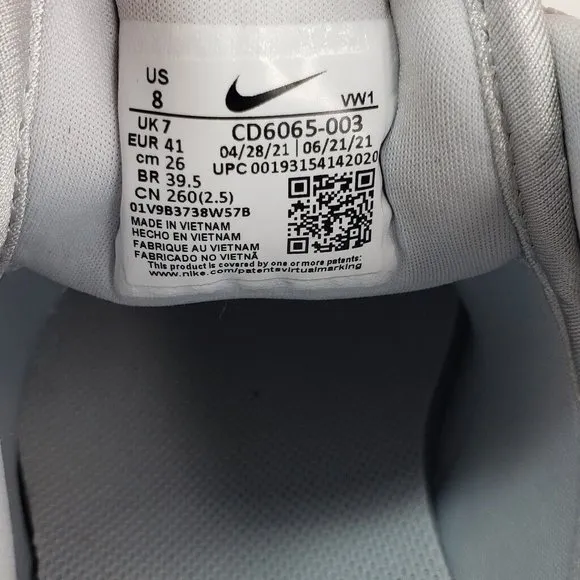 US
8
VW1
UK 7
EUR 41
cm 26
BR 39.5
CN 260(2.5)
CD6065-003
04/28/21 | 06/21/21
UPC 00193154142020
01V9B3738W57B
MADE IN VIETNAM
HECHO EN VIETNAM
FABRIQUE AU VIETNAM
FABRICADO NO VIETNÃ
This product is covered by one or more patents. See
www.nike.com/patentsvirtualmarking